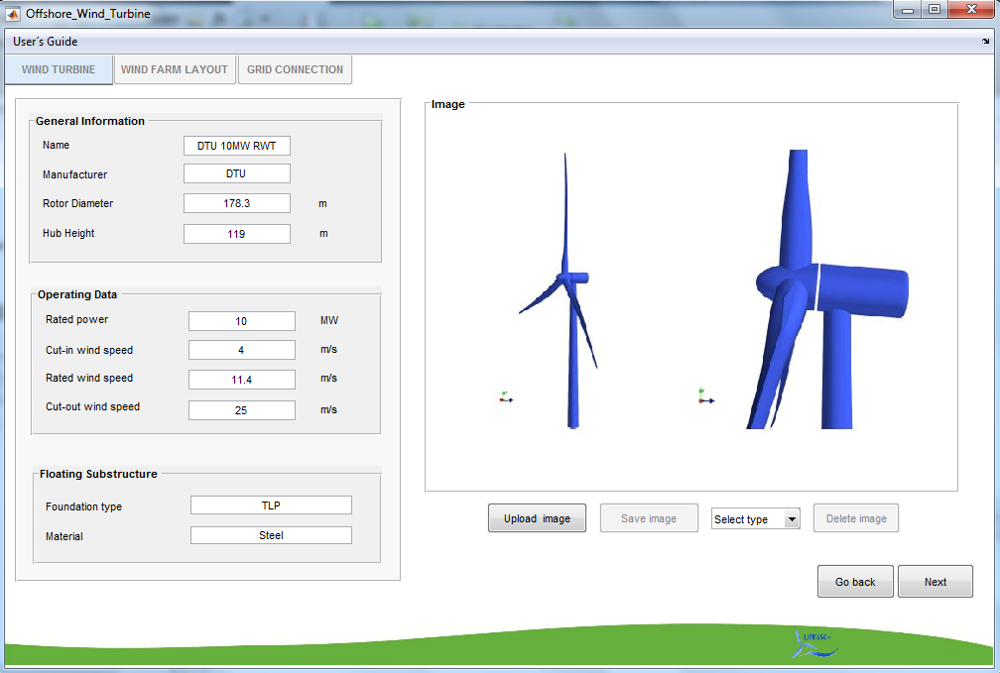 Offshore_Wind_Turbine
User´s Guide
WIND TURBINE
WIND FARM LAYOUT
GRID CONNECTION
General Information
Name
DTU 10MW RWT
Manufacturer
DTU
Rotor Diameter
178.3
m
Hub Height
119
m
Operating Data
Rated power
10
MW
Cut-in wind speed
4
m/s
Rated wind speed
11.4
m/s
Cut-out wind speed
25
m/s
Floating Substructure
Foundation type
TLP
Material
Steel
Image
Upload image
Save image
Select type
Delete image
Go back
Next